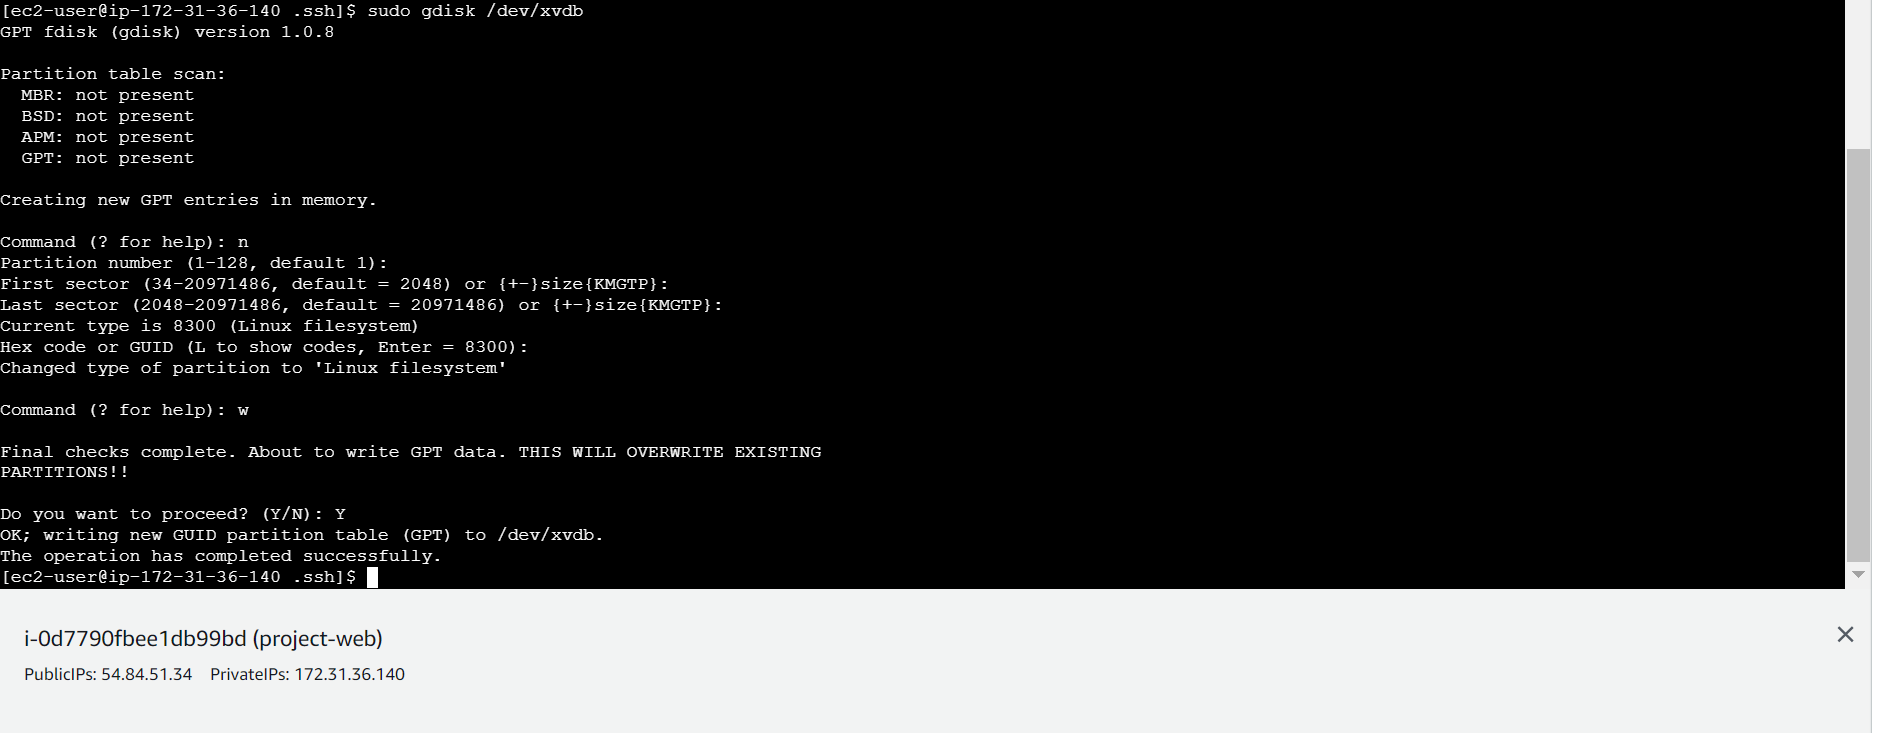 [ec2-user@ip-172-31-36-140 .ssh]$ sudo gdisk /dev/xvdb
GPT fdisk (gdisk) version 1.0.8
Partition table scan:
  MBR: not present
  BSD: not present
  APM: not present
  GPT: not present
Creating new GPT entries in memory.
Command (? for help): n
Partition number (1-128, default 1):
First sector (34-20971486, default = 2048) or {+-}size{KMGTP}:
Last sector (2048-20971486, default = 20971486) or {+-}size{KMGTP}:
Current type is 8300 (Linux filesystem)
Hex code or GUID (L to show codes, Enter = 8300):
Changed type of partition to 'Linux filesystem'
Command (? for help): w
Final checks complete. About to write GPT data. THIS WILL OVERWRITE EXISTING
PARTITIONS!!
Do you want to proceed? (Y/N): Y
OK; writing new GUID partition table (GPT) to /dev/xvdb.
The operation has completed successfully.
[ec2-user@ip-172-31-36-140 .ssh]$
i-0d7790fbee1db99bd (project-web)
PublicIPs: 54.84.51.34 PrivateIPs: 172.31.36.140